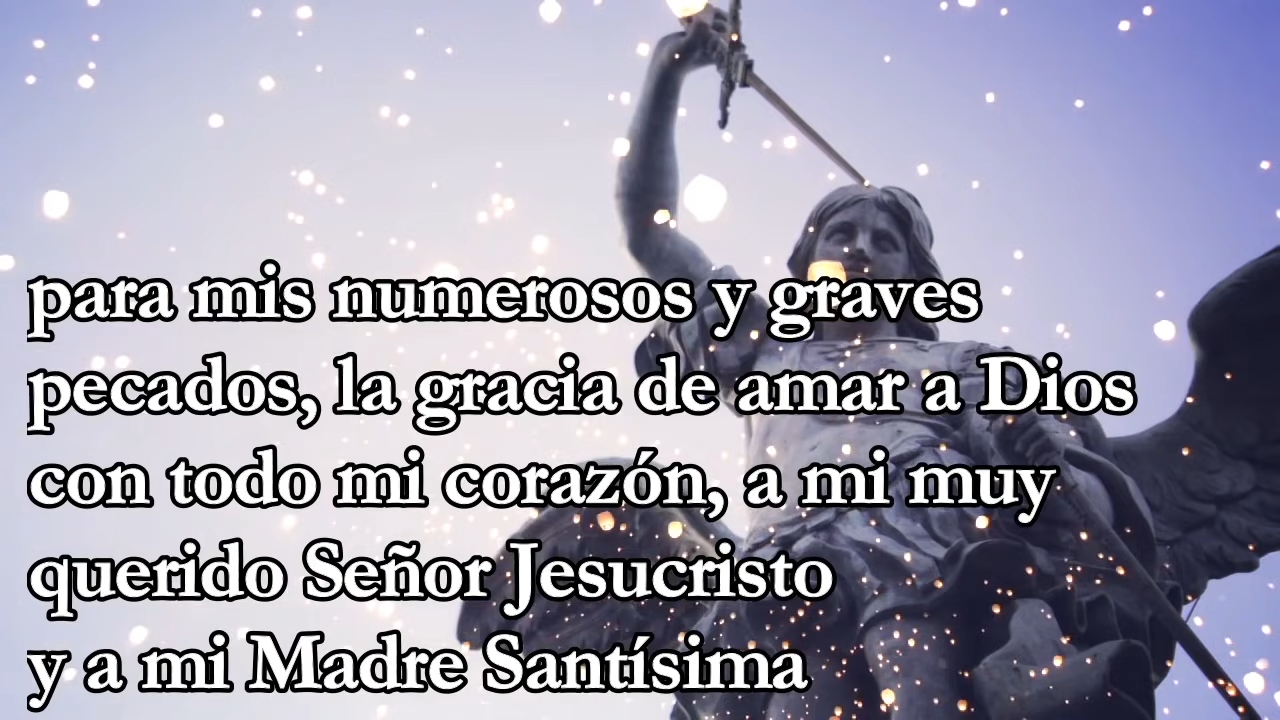 para mis numerosos y graves
pecados, la gracia de amar a Dios
con todo mi corazón, a mi muy
querido Señor Jesucristo
y a mi Madre Santísima